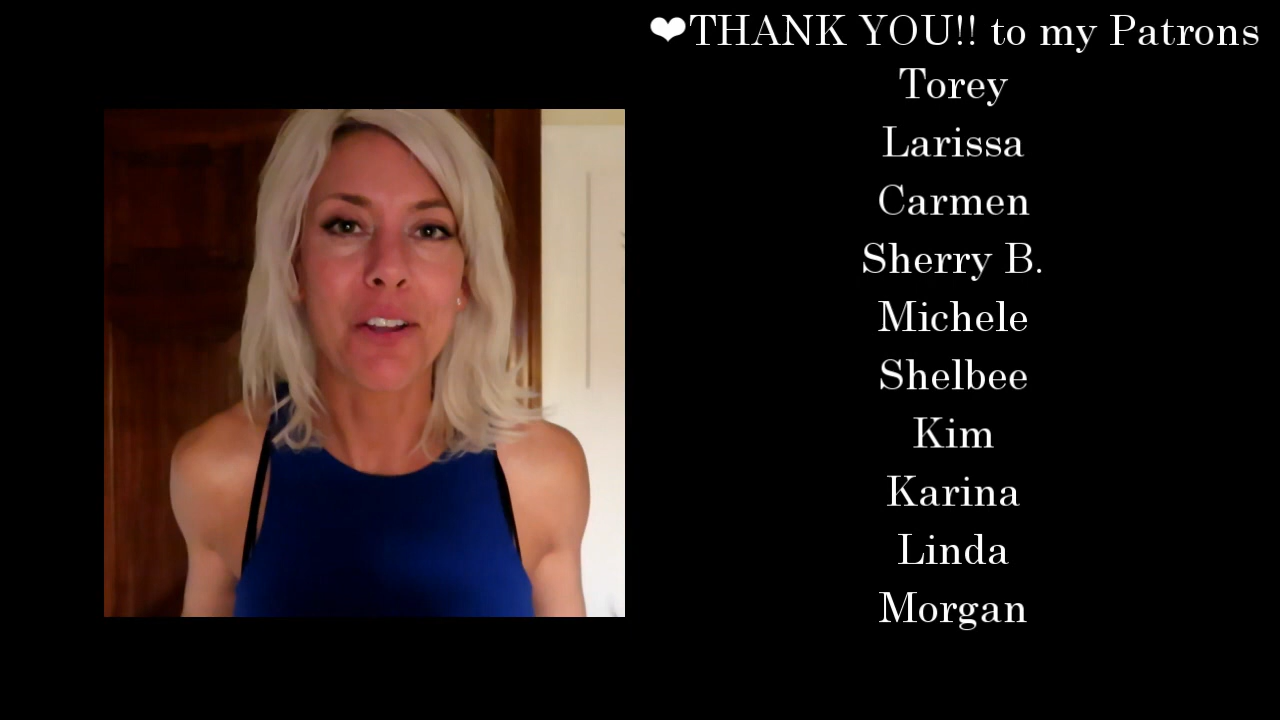 ❤THANK YOU!! to my Patrons
Torey
Larissa
Carmen
Sherry B.
Michele
Shelbee
Kim
Karina
Linda
Morgan